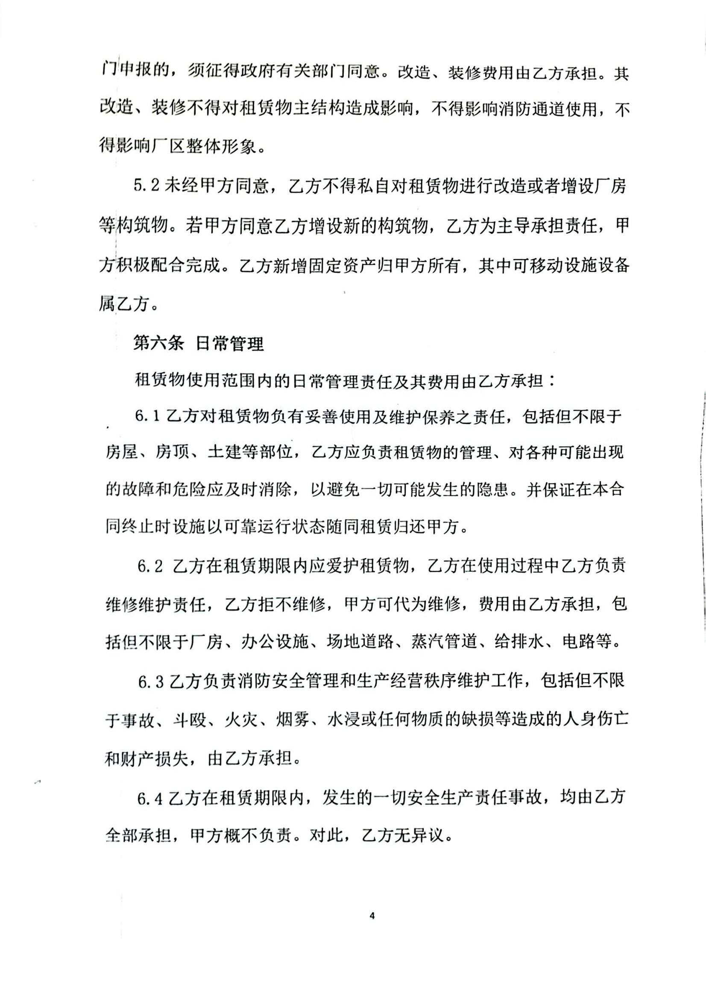 门申报的，须征得政府有关部门同意。改造、装修费用由乙方承担。其
改造、装修不得对租赁物主结构造成影响，不得影响消防通道使用，不
得影响厂区整体形象。
5.2 未经甲方同意，乙方不得私自对租赁物进行改造或者增设厂房
等构筑物。若甲方同意乙方增设新的构筑物，乙方为主导承担责任，甲
方积极配合完成。乙方新增固定资产归甲方所有，其中可移动设施设备
属乙方。
第六条 日常管理
租赁物使用范围内的日常管理责任及其费用由乙方承担：
6.1 乙方对租赁物负有妥善使用及维护保养之责任，包括但不限于
房屋、房顶、土建等部位，乙方应负责租赁物的管理、对各种可能出现
的故障和危险应及时消除，以避免一切可能发生的隐患。并保证在本合
同终止时设施以可靠运行状态随同租赁归还甲方。
6.2 乙方在租赁期限内应爱护租赁物，乙方在使用过程中乙方负责
维修维护责任，乙方拒不维修，甲方可代为维修，费用由乙方承担，包
括但不限于厂房、办公设施、场地道路、蒸汽管道、给排水、电路等。
6.3 乙方负责消防安全管理和生产经营秩序维护工作，包括但不限
于事故、斗殴、火灾、烟雾、水浸或任何物质的缺损等造成的人身伤亡
和财产损失，由乙方承担。
6.4 乙方在租赁期限内，发生的一切安全生产责任事故，均由乙方
全部承担，甲方概不负责。对此，乙方无异议。
4